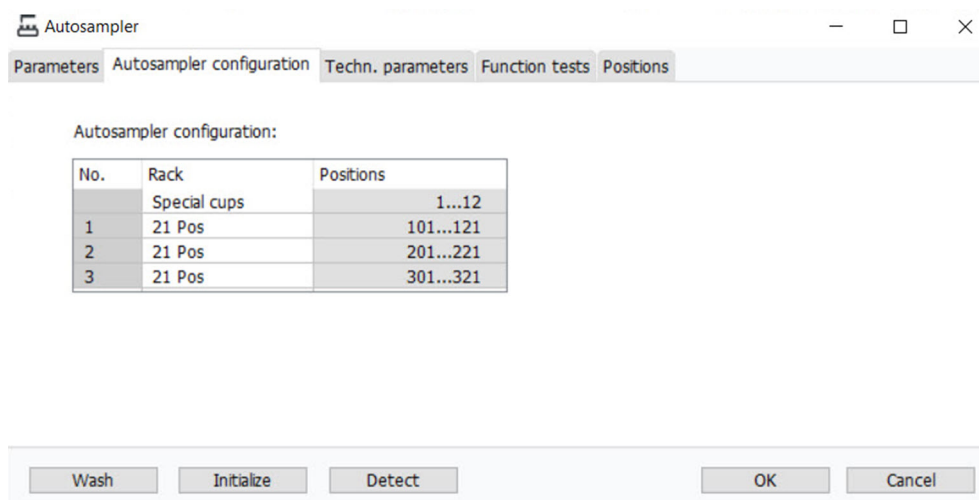 Autosampler
Parameters Autosampler configuration Techn. parameters Function tests Positions
Autosampler configuration:
No. Rack Positions
Special cups 1...12
1 21 Pos 101...121
2 21 Pos 201...221
3 21 Pos 301...321
Wash Initialize Detect OK Cancel